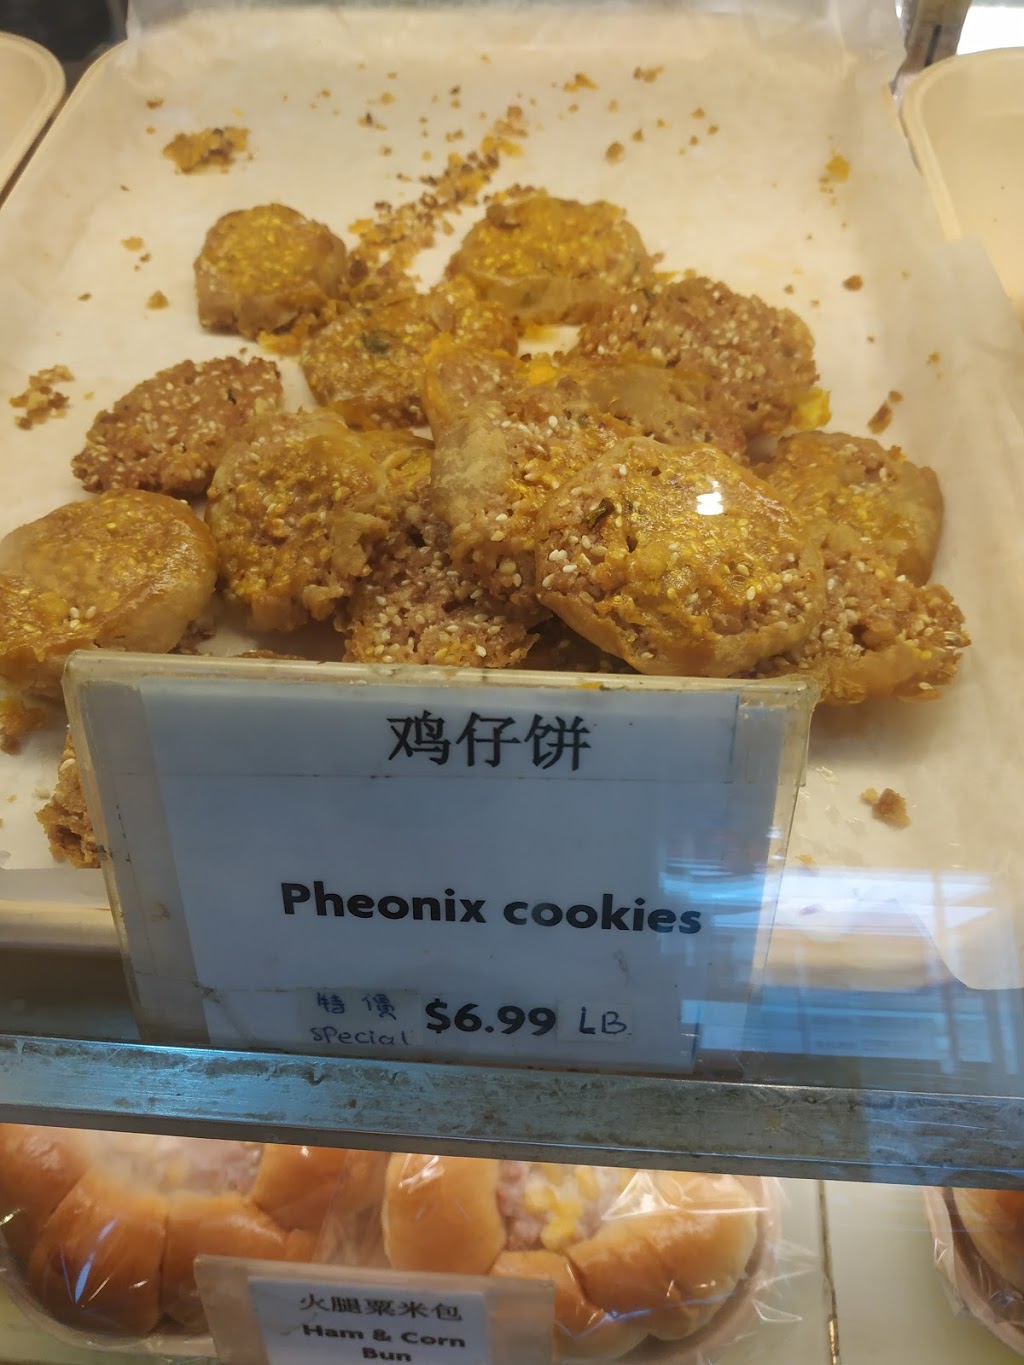 鸡仔饼
Pheonix cookies
特價 $6.99 LB.
special
火腿粟米包
Ham & Corn
Bun